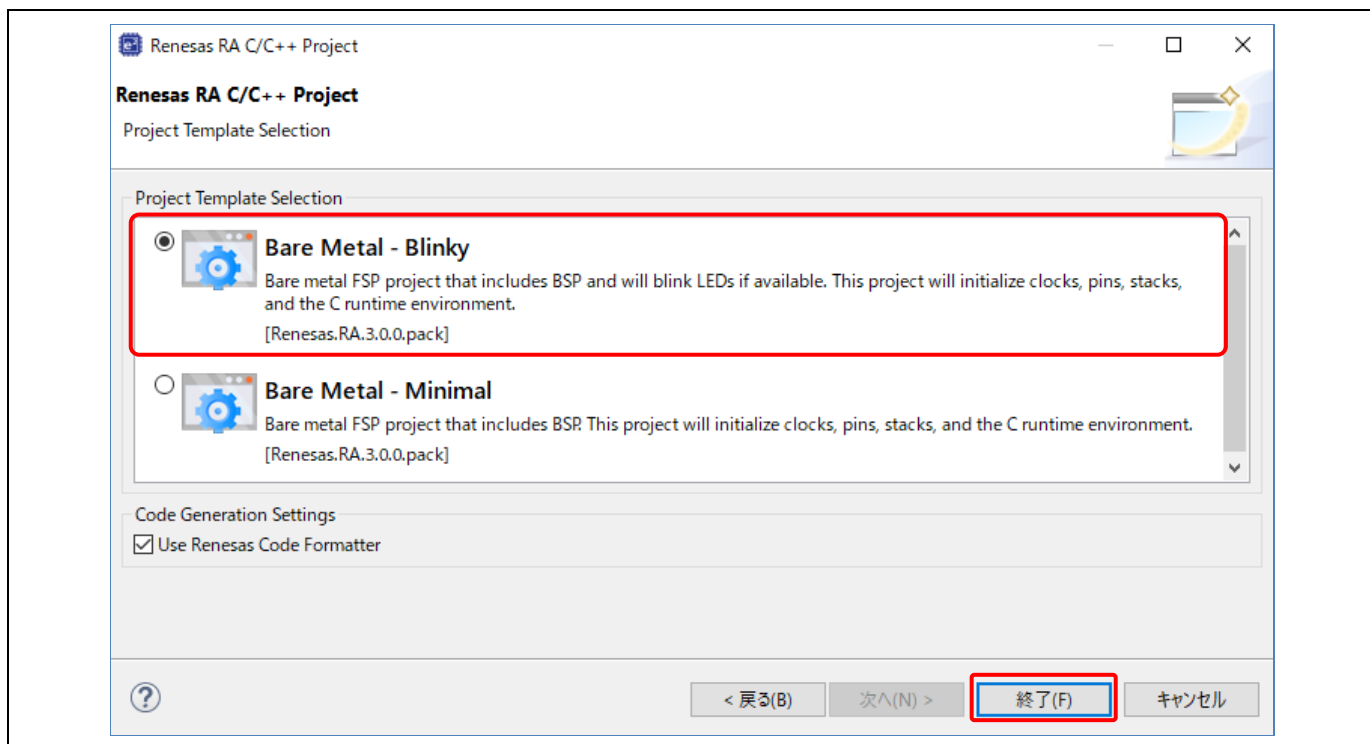 Renesas RA C/C++ Project
Renesas RA C/C++ Project
Project Template Selection
Project Template Selection
Bare Metal - Blinky
Bare metal FSP project that includes BSP and will blink LEDs if available. This project will initialize clocks, pins, stacks,
and the C runtime environment.
[Renesas.RA.3.0.0.pack]
Bare Metal - Minimal
Bare metal FSP project that includes BSP. This project will initialize clocks, pins, stacks, and the C runtime environment.
[Renesas.RA.3.0.0.pack]
Code Generation Settings
Use Renesas Code Formatter
? < 戻る(B) 次へ(N) > 終了(F) キャンセル